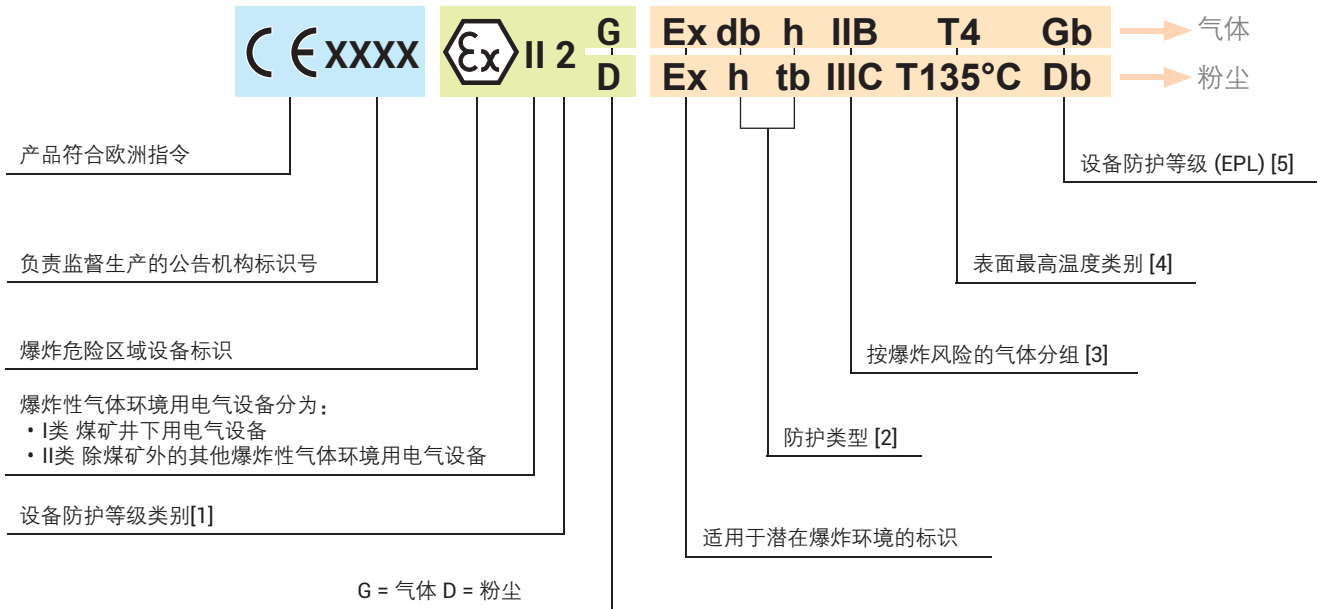 CE XXXX Ex II 2 G Ex db h IIB T4 Gb 气体
D Ex h tb IIIC T135°C Db 粉尘
产品符合欧洲指令
设备防护等级 (EPL) [5]
负责监督生产的公告机构标识号
表面最高温度类别 [4]
爆炸危险区域设备标识
按爆炸风险的气体分组 [3]
爆炸性气体环境用电气设备分为:
• I类 煤矿井下用电气设备
• II类 除煤矿外的其他爆炸性气体环境用电气设备
防护类型 [2]
设备防护等级类别[1]
适用于潜在爆炸环境的标识
G = 气体 D = 粉尘